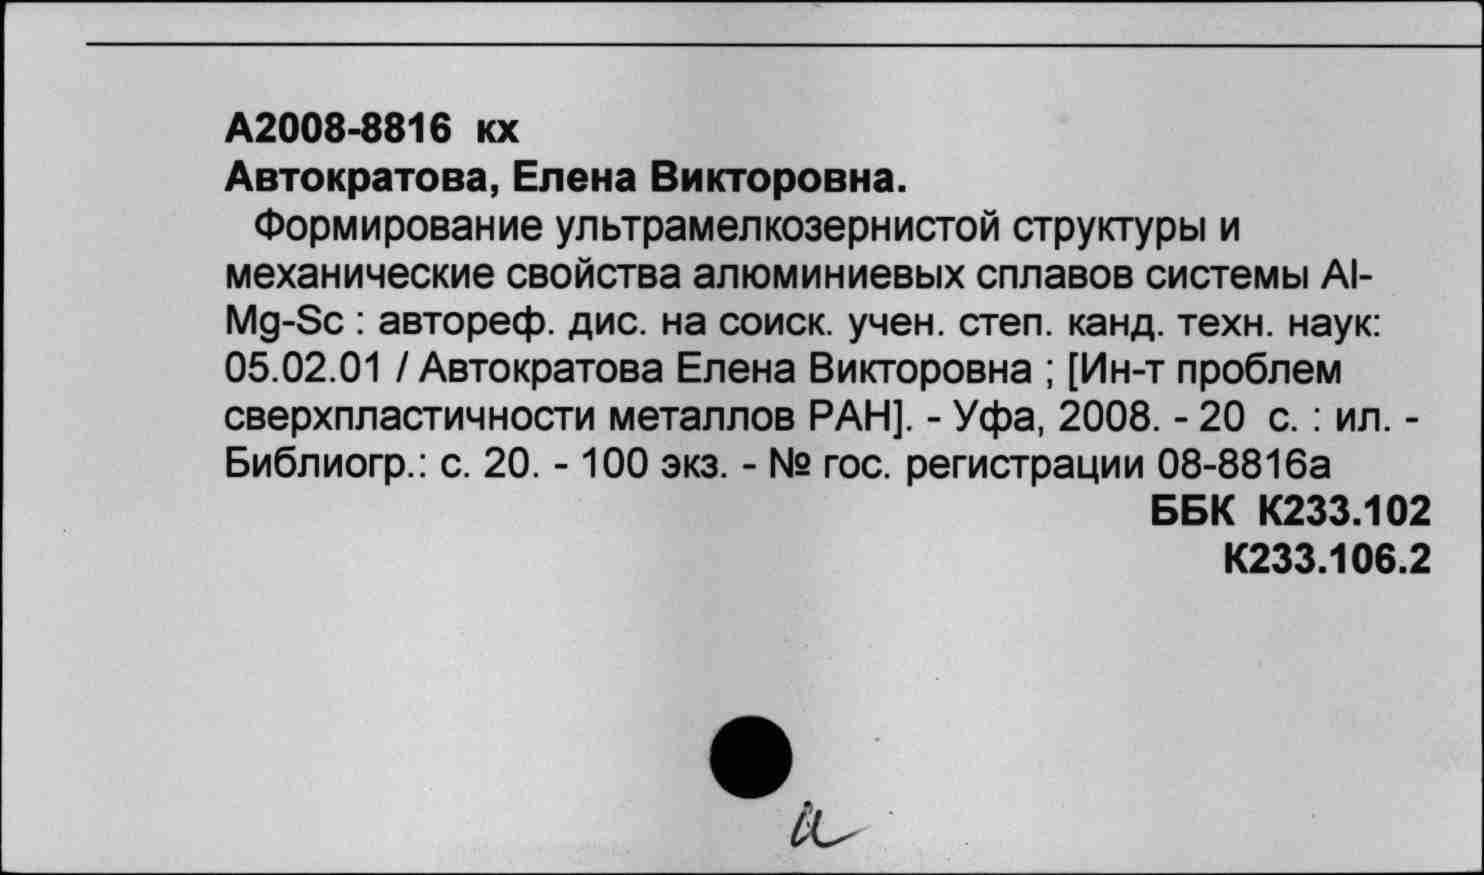 А2008-8816 кх
Автократова, Елена Викторовна.
Формирование ультрамелкозернистой структуры и
механические свойства алюминиевых сплавов системы Al-
Mg-Sc : автореф. дис. на соиск. учен. степ. канд. техн. наук:
05.02.01 / Автократова Елена Викторовна ; [Ин-т проблем
сверхпластичности металлов РАН]. - Уфа, 2008. - 20 с. : ил. -
Библиогр.: с. 20. - 100 экз. - № гос. регистрации 08-8816а
ББК К233.102
К233.106.2